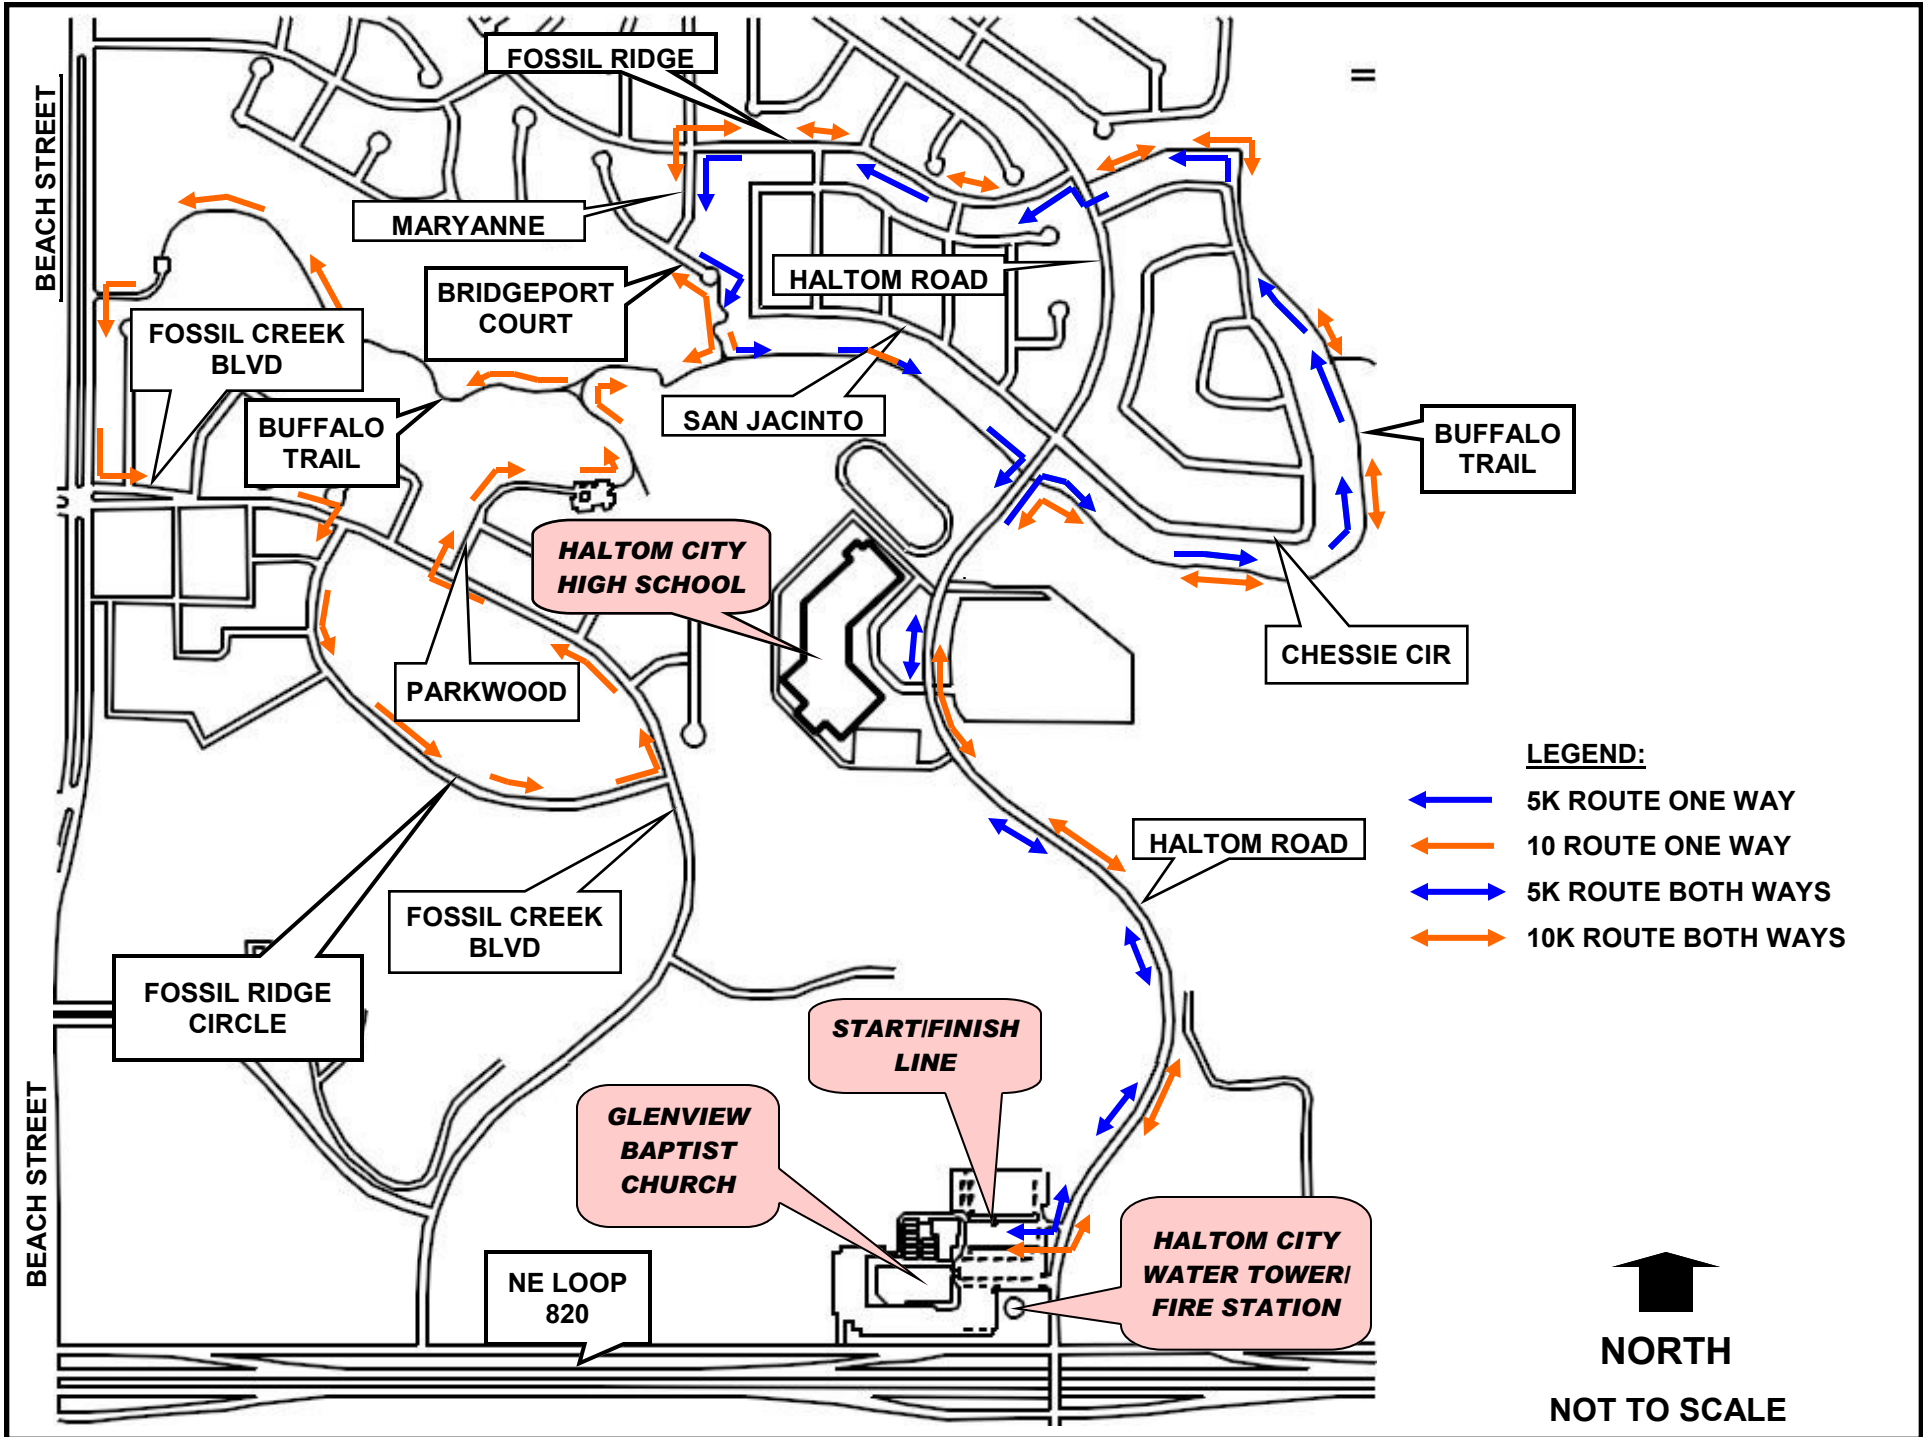 FOSSIL RIDGE
BEACH STREET
MARYANNE
BRIDGEPORT
COURT
HALTOM ROAD
FOSSIL CREEK
BLVD
BUFFALO
TRAIL
SAN JACINTO
BUFFALO
TRAIL
HALTOM CITY
HIGH SCHOOL
PARKWOOD
CHESSIE CIR
LEGEND:
5K ROUTE ONE WAY
10 ROUTE ONE WAY
5K ROUTE BOTH WAYS
10K ROUTE BOTH WAYS
HALTOM ROAD
FOSSIL CREEK
BLVD
FOSSIL RIDGE
CIRCLE
START/FINISH
LINE
GLENVIEW
BAPTIST
CHURCH
BEACH STREET
HALTOM CITY
WATER TOWER/
FIRE STATION
NE LOOP
820
NORTH
NOT TO SCALE